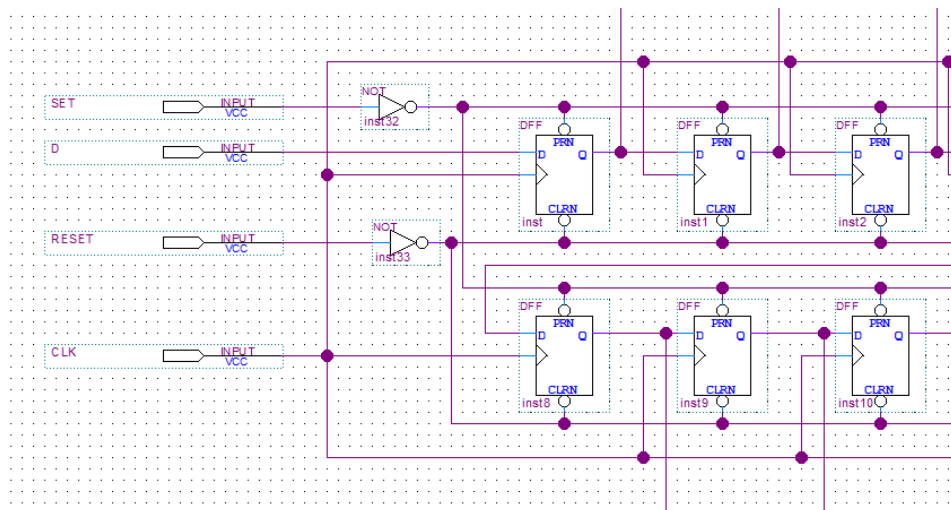 SET INPUT VCC
NOT inst32
D INPUT VCC
DFF PRN D Q CLRN inst
DFF PRN D Q CLRN inst1
DFF PRN D Q CLRN inst2
RESET INPUT VCC
NOT inst33
CLK INPUT VCC
DFF PRN D Q CLRN inst8
DFF PRN D Q CLRN inst9
DFF PRN D Q CLRN inst10